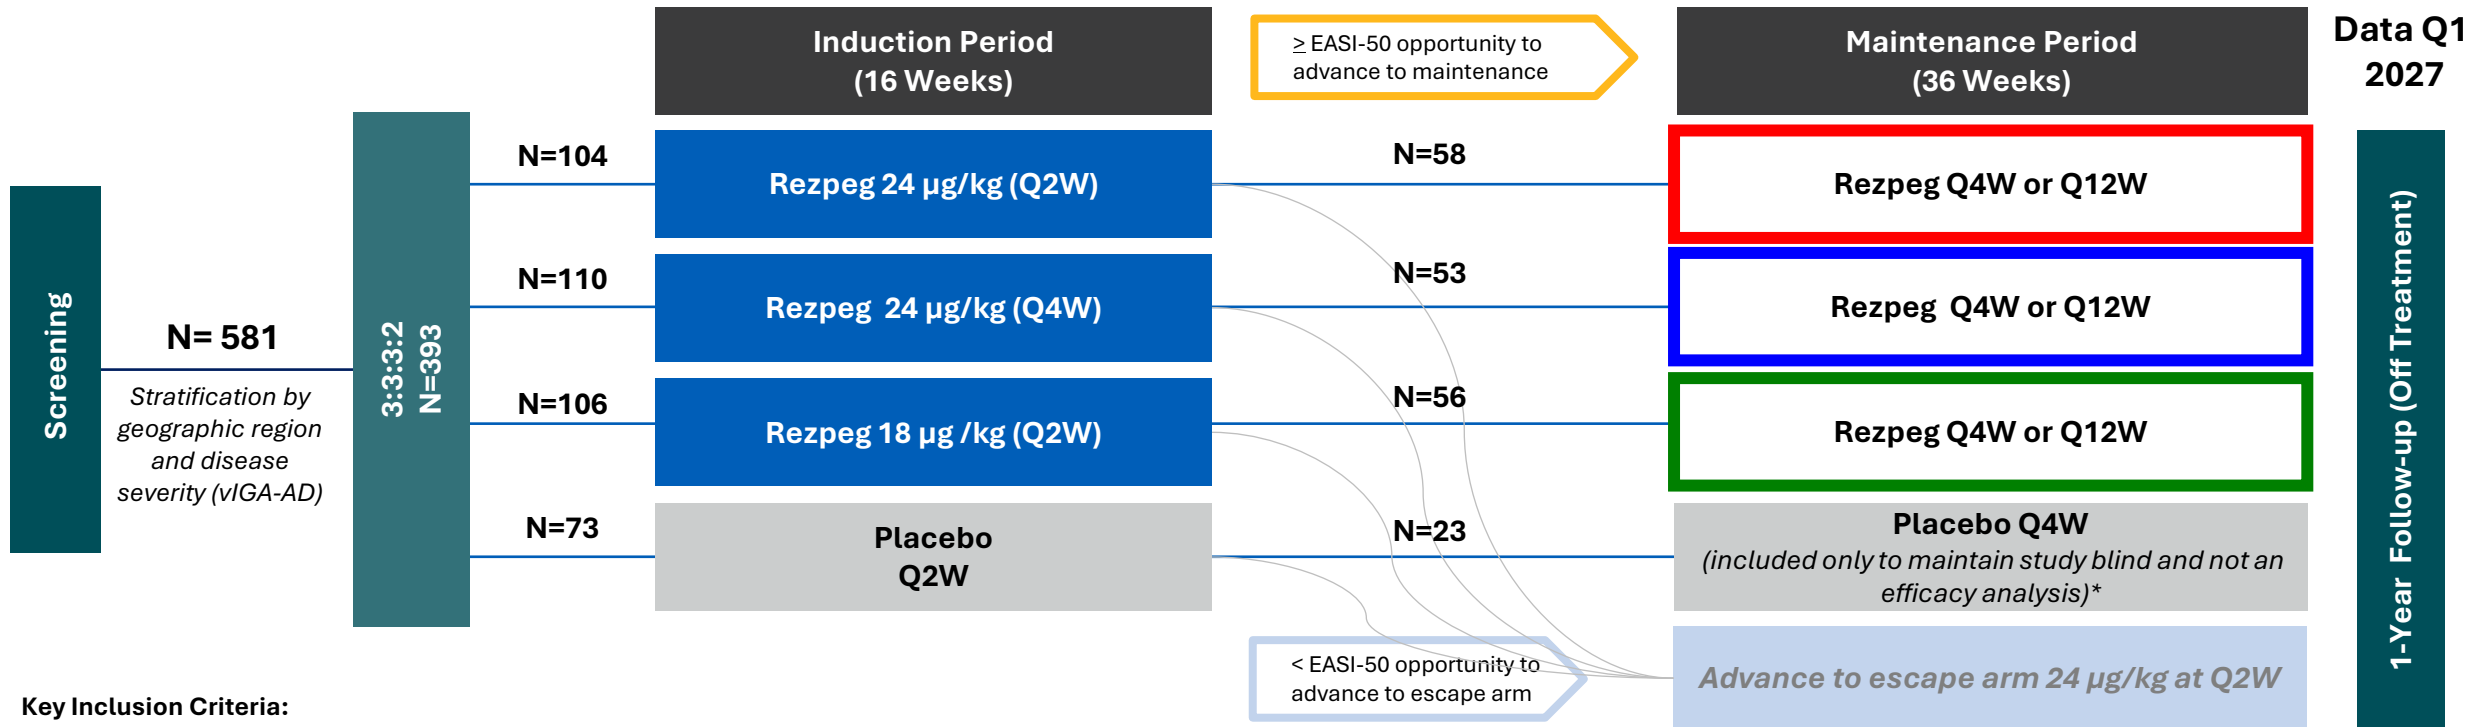 Induction Period
(16 Weeks)
≥ EASI-50 opportunity to
advance to maintenance
Maintenance Period
(36 Weeks)
Data Q1
2027
Screening
N= 581
Stratification by
geographic region
and disease
severity (vIGA-AD)
3:3:3:2
N=393
N=104
Rezpeg 24 µg/kg (Q2W)
N=58
Rezpeg Q4W or Q12W
N=110
Rezpeg  24 µg/kg (Q4W)
N=53
Rezpeg  Q4W or Q12W
N=106
Rezpeg 18 µg /kg (Q2W)
N=56
Rezpeg Q4W or Q12W
N=73
Placebo
Q2W
N=23
Placebo Q4W
(included only to maintain study blind and not an
efficacy analysis)*
< EASI-50 opportunity to
advance to escape arm
Advance to escape arm 24 µg/kg at Q2W
1-Year  Follow-up (Off Treatment)
Key Inclusion Criteria: